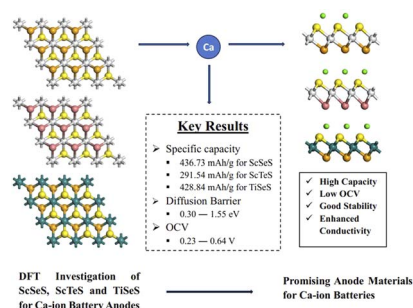 Ca
Key Results
➢ Specific capacity
▪ 436.73 mAh/g for ScSeS
▪ 291.54 mAh/g for ScTeS
▪ 428.84 mAh/g for TiSeS
➢ Diffusion Barrier
▪ 0.30 — 1.55 eV
➢ OCV
▪ 0.23 — 0.64 V
✓ High Capacity
✓ Low OCV
✓ Good Stability
✓ Enhanced
Conductivity
DFT Investigation of
ScSeS, ScTeS and TiSeS
for Ca-ion Battery Anodes
Promising Anode Materials
for Ca-ion Batteries